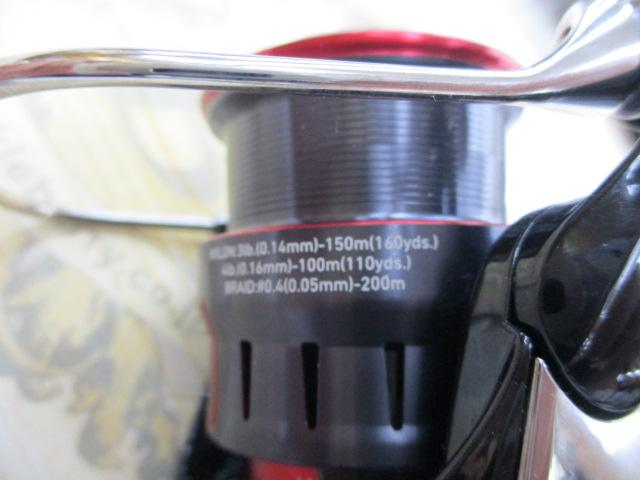 NYLON:3lb.(0.14mm)-150m(160yds.)
4lb.(0.16mm)-100m(110yds.)
BRAID:#0.4(0.05mm)-200m